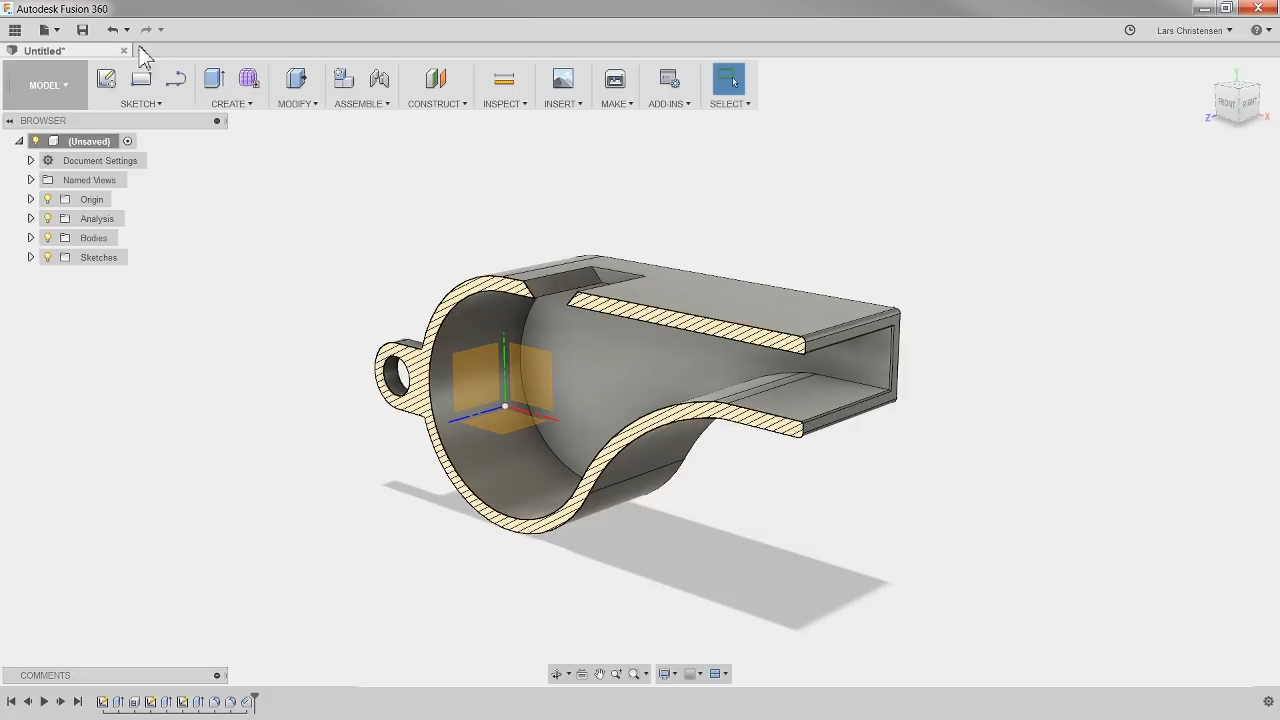 Autodesk Fusion 360
Lars Christensen
Untitled*
MODEL
SKETCH
CREATE
MODIFY
ASSEMBLE
CONSTRUCT
INSPECT
INSERT
MAKE
ADD-INS
SELECT
Y
FRONT
RIGHT
Z
X
BROWSER
(Unsaved)
Document Settings
Named Views
Origin
Analysis
Bodies
Sketches
COMMENTS